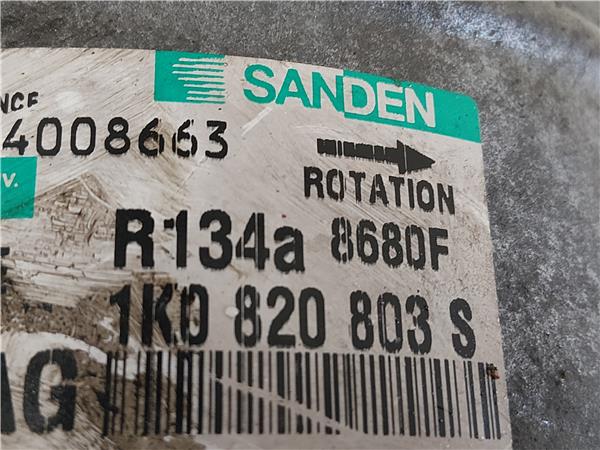 SANDEN
NCE
4008663
V.
ROTATION
R134a 8680F
1K0 820 803 S
AG